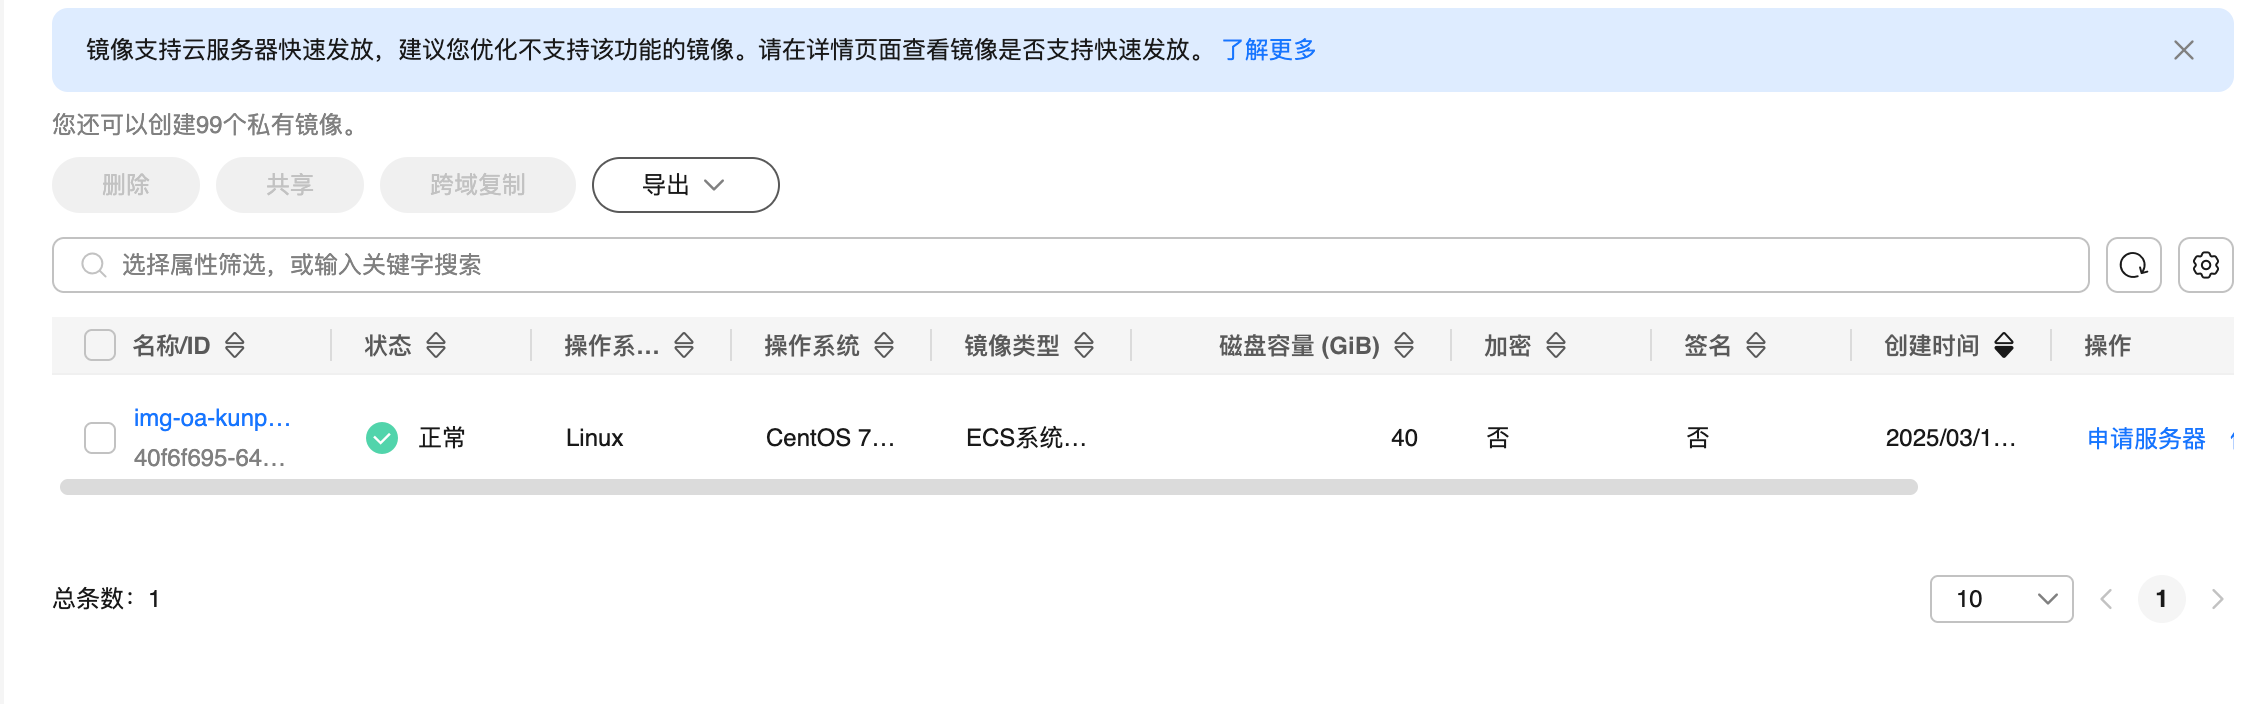 镜像支持云服务器快速发放，建议您优化不支持该功能的镜像。请在详情页面查看镜像是否支持快速发放。 了解更多
您还可以创建99个私有镜像。
删除 共享 跨域复制 导出
选择属性筛选，或输入关键字搜索
名称/ID 状态 操作系... 操作系统 镜像类型 磁盘容量 (GiB) 加密 签名 创建时间 操作
img-oa-kunp...
40f6f695-64...
正常 Linux CentOS 7... ECS系统... 40 否 否 2025/03/1... 申请服务器
总条数：1 10 1